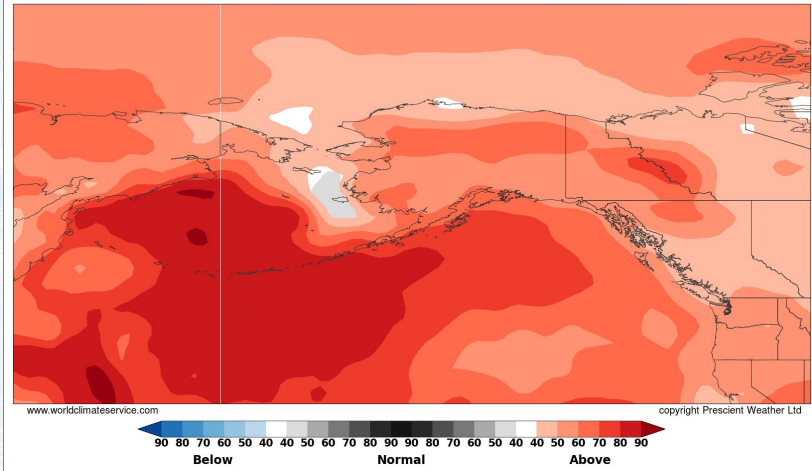 www.worldclimateservice.com copyright Prescient Weather Ltd
90 80 70 60 50 40 40 50 60 70 80 90 90 80 70 60 50 40 40 50 60 70 80 90
Below Normal Above